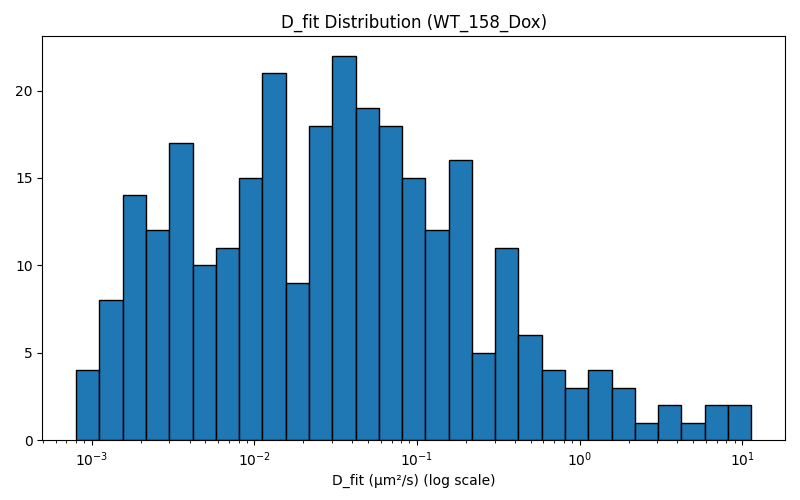 D_fit Distribution (WT_158_Dox)
20
15
10
5
0
10⁻³ 10⁻² 10⁻¹ 10⁰ 10¹
D_fit (μm²/s) (log scale)